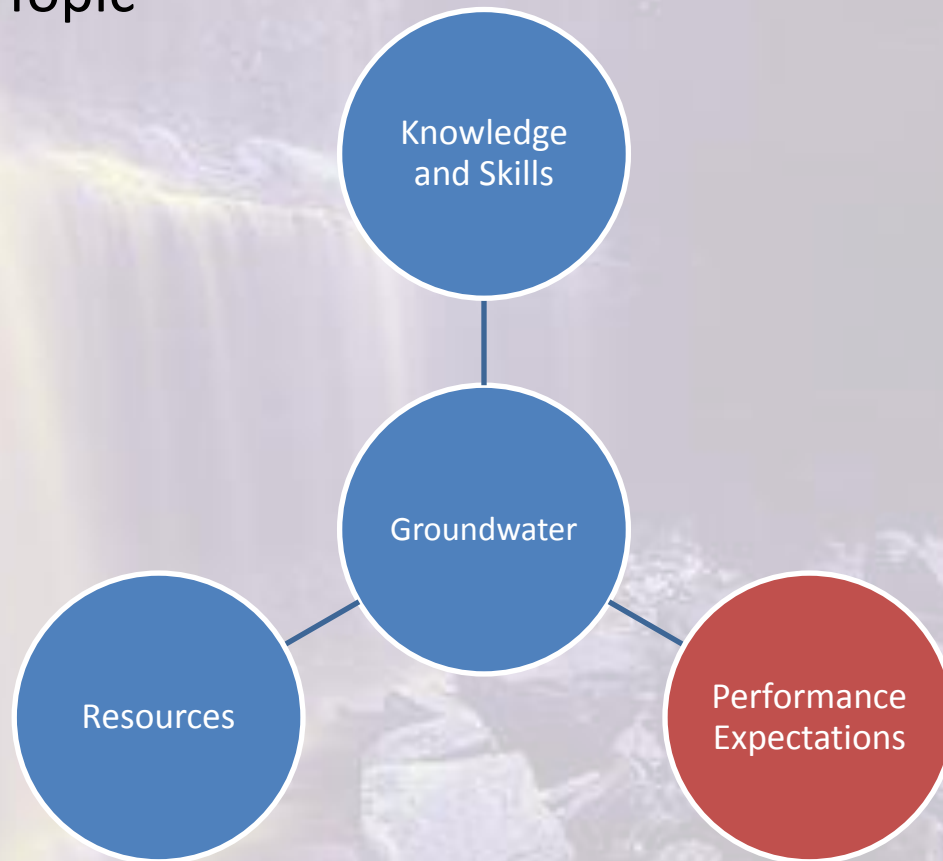 Topic
Knowledge
and Skills
Groundwater
Resources
Performance
Expectations